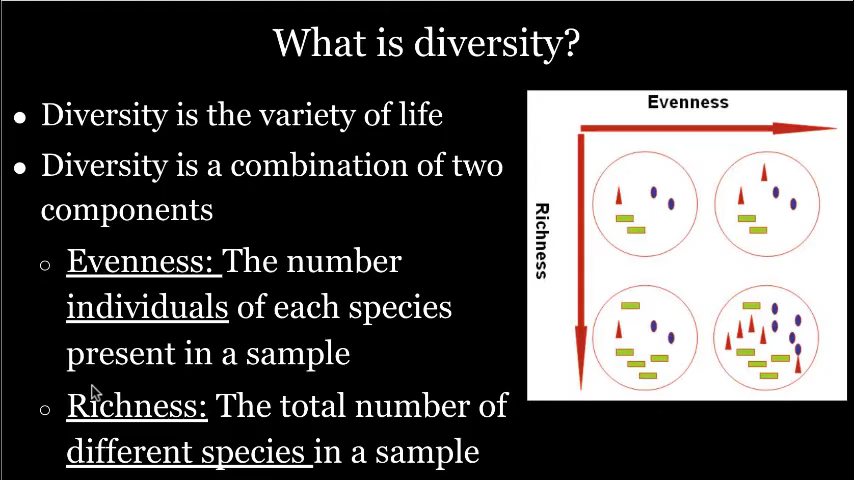 What is diversity?
● Diversity is the variety of life
● Diversity is a combination of two
components
○ Evenness: The number
individuals of each species
present in a sample
○ Richness: The total number of
different species in a sample
Evenness
Richness